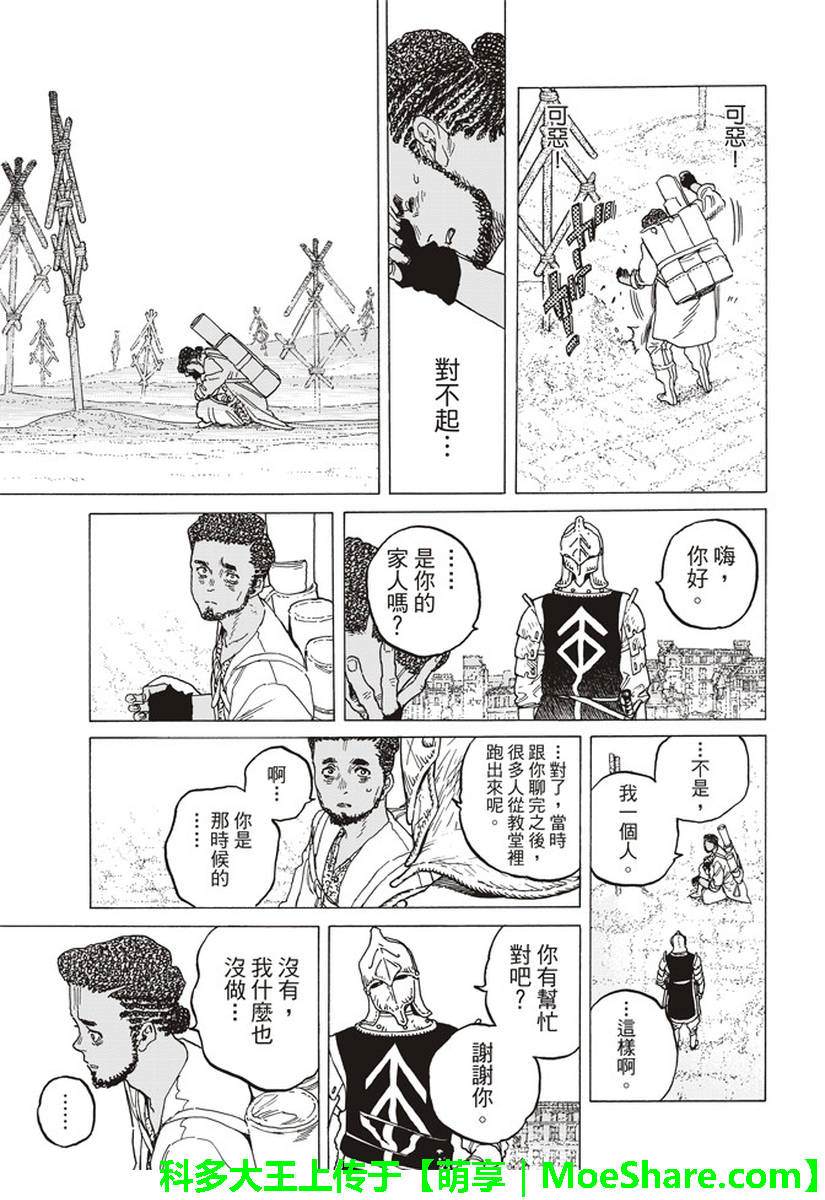 可惡！
可惡！
對不起…
嗨，
你好。
……
是你的
家人嗎？
…不是，
我一個人。
…這樣啊。
…對了，當時
跟你聊完之後，
很多人從教堂裡
跑出來呢。
啊…
你是
那時候的
……
你有幫忙
對吧？
謝謝你。
沒有，
我什麼也
沒做…
……
科多大王上传于【萌享｜MoeShare.com】